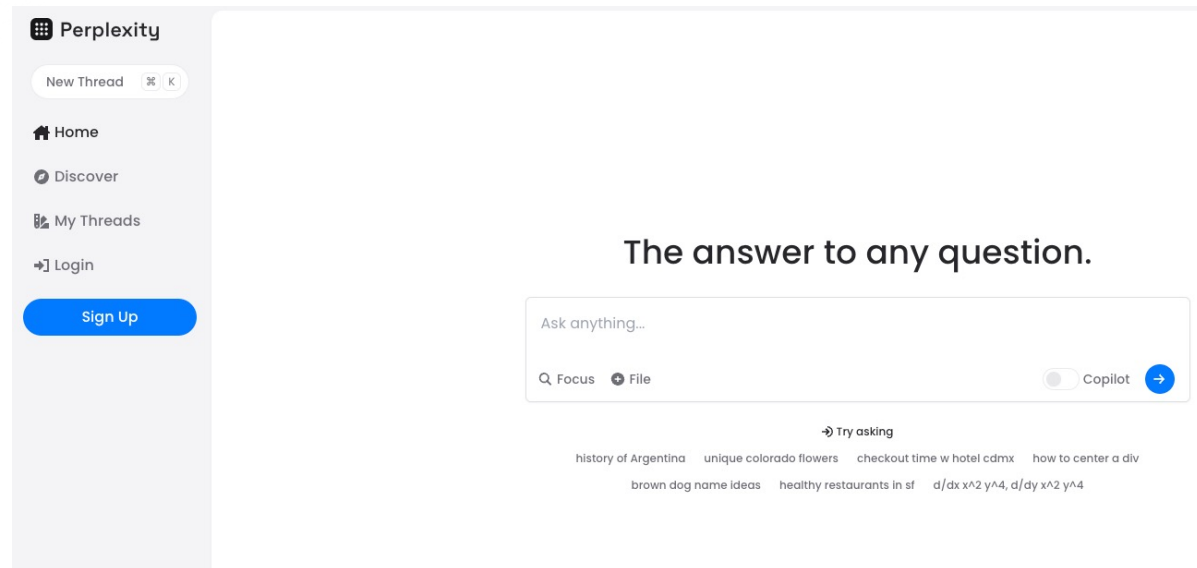 Perplexity
New Thread ⌘ K
Home
Discover
My Threads
Login
Sign Up
The answer to any question.
Ask anything...
Focus File Copilot
Try asking
history of Argentina unique colorado flowers checkout time w hotel cdmx how to center a div
brown dog name ideas healthy restaurants in sf d/dx x^2 y^4, d/dy x^2 y^4